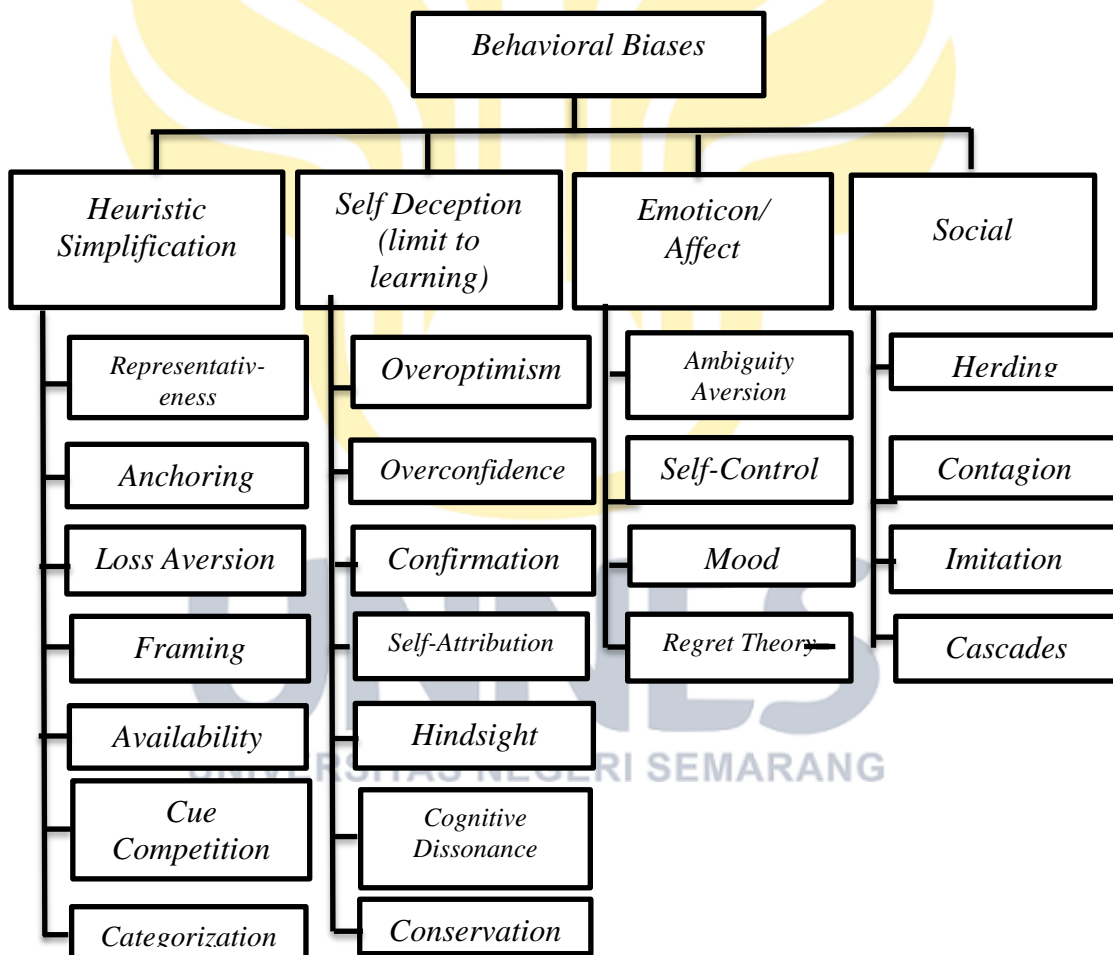 Behavioral Biases
Heuristic
Simplification
Self Deception
(limit to
learning)
Emoticon/
Affect
Social
Representativ-
eness
Anchoring
Loss Aversion
Framing
Availability
Cue
Competition
Categorization
Overoptimism
Overconfidence
Confirmation
Self-Attribution
Hindsight
Cognitive
Dissonance
Conservation
Ambiguity
Aversion
Self-Control
Mood
Regret Theory
Herding
Contagion
Imitation
Cascades
UNNES
UNIVERSITAS NEGERI SEMARANG